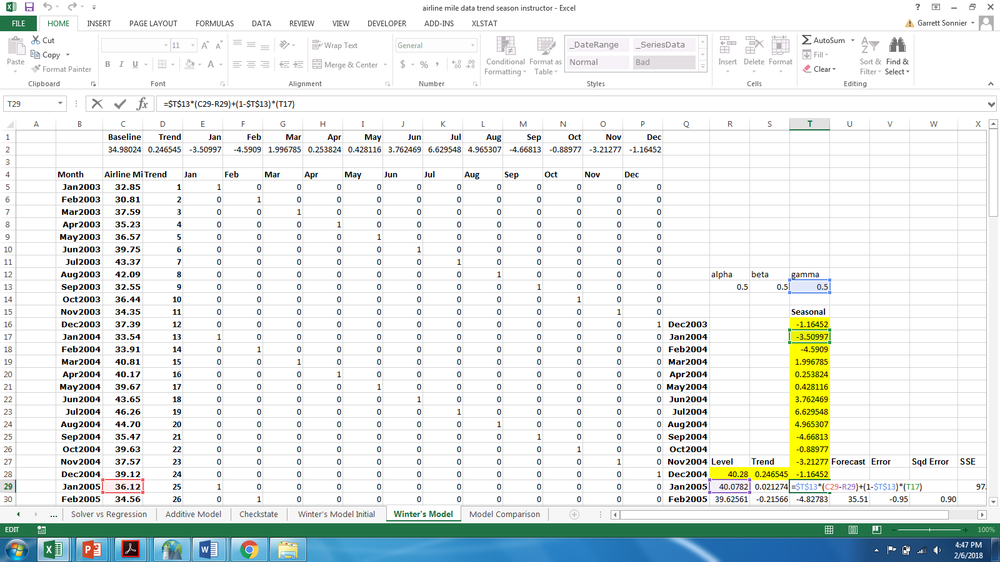 airline mile data trend season instructor - Excel
FILE HOME INSERT PAGE LAYOUT FORMULAS DATA REVIEW VIEW DEVELOPER ADD-INS XLSTAT Garrett Sonnier
Paste Cut Copy Format Painter
11 A A B I U A
Wrap Text Merge & Center
General $ % ,
Conditional Formatting Format as Table
_DateRange _SeriesData
Normal Bad
Insert Delete Format
AutoSum Fill Clear Sort & Filter Find & Select
Clipboard Font Alignment Number Styles Cells Editing
T29 fx =$T$13*(C29-R29)+(1-$T$13)*(T17)
A B C D E F G H I J K L M N O P Q R S T U V W X
1 Baseline Trend Jan Feb Mar Apr May Jun Jul Aug Sep Oct Nov Dec
2 34.98024 0.246545 -3.50997 -4.5909 1.996785 0.253824 0.428116 3.762469 6.629548 4.965307 -4.66813 -0.88977 -3.21277 -1.16452
3
4 Month Airline Mi Trend Jan Feb Mar Apr May Jun Jul Aug Sep Oct Nov Dec
5 Jan2003 32.85 1 1 0 0 0 0 0 0 0 0 0 0 0
6 Feb2003 30.81 2 0 1 0 0 0 0 0 0 0 0 0 0
7 Mar2003 37.59 3 0 0 1 0 0 0 0 0 0 0 0 0
8 Apr2003 35.23 4 0 0 0 1 0 0 0 0 0 0 0 0
9 May2003 36.57 5 0 0 0 0 1 0 0 0 0 0 0 0
10 Jun2003 39.75 6 0 0 0 0 0 1 0 0 0 0 0 0
11 Jul2003 43.37 7 0 0 0 0 0 0 1 0 0 0 0 0
12 Aug2003 42.09 8 0 0 0 0 0 0 0 1 0 0 0 0 alpha beta gamma
13 Sep2003 32.55 9 0 0 0 0 0 0 0 0 1 0 0 0 0.5 0.5 0.5
14 Oct2003 36.44 10 0 0 0 0 0 0 0 0 0 1 0 0
15 Nov2003 34.35 11 0 0 0 0 0 0 0 0 0 0 1 0 Seasonal
16 Dec2003 37.39 12 0 0 0 0 0 0 0 0 0 0 0 1 Dec2003 -1.16452
17 Jan2004 33.54 13 1 0 0 0 0 0 0 0 0 0 0 0 Jan2004 -3.50997
18 Feb2004 33.91 14 0 1 0 0 0 0 0 0 0 0 0 0 Feb2004 -4.5909
19 Mar2004 40.81 15 0 0 1 0 0 0 0 0 0 0 0 0 Mar2004 1.996785
20 Apr2004 40.17 16 0 0 0 1 0 0 0 0 0 0 0 0 Apr2004 0.253824
21 May2004 39.67 17 0 0 0 0 1 0 0 0 0 0 0 0 May2004 0.428116
22 Jun2004 43.65 18 0 0 0 0 0 1 0 0 0 0 0 0 Jun2004 3.762469
23 Jul2004 46.26 19 0 0 0 0 0 0 1 0 0 0 0 0 Jul2004 6.629548
24 Aug2004 44.70 20 0 0 0 0 0 0 0 1 0 0 0 0 Aug2004 4.965307
25 Sep2004 35.47 21 0 0 0 0 0 0 0 0 1 0 0 0 Sep2004 -4.66813
26 Oct2004 39.63 22 0 0 0 0 0 0 0 0 0 1 0 0 Oct2004 -0.88977
27 Nov2004 37.57 23 0 0 0 0 0 0 0 0 0 0 1 0 Nov2004 Level Trend -3.21277 Forecast Error Sqd Error SSE
28 Dec2004 39.12 24 0 0 0 0 0 0 0 0 0 0 0 1 Dec2004 40.28 0.246545 -1.16452
29 Jan2005 36.12 25 1 0 0 0 0 0 0 0 0 0 0 0 Jan2005 40.0782 0.021274 =$T$13*(C29-R29)+(1-$T$13)*(T17) 97.
30 Feb2005 34.56 26 0 1 0 0 0 0 0 0 0 0 0 0 Feb2005 39.62561 -0.21566 -4.82783 35.51 -0.95 0.90
... Solver vs Regression Additive Model Checkstate Winter's Model Initial Winter's Model Model Comparison
EDIT 100%
4:47 PM
2/6/2018